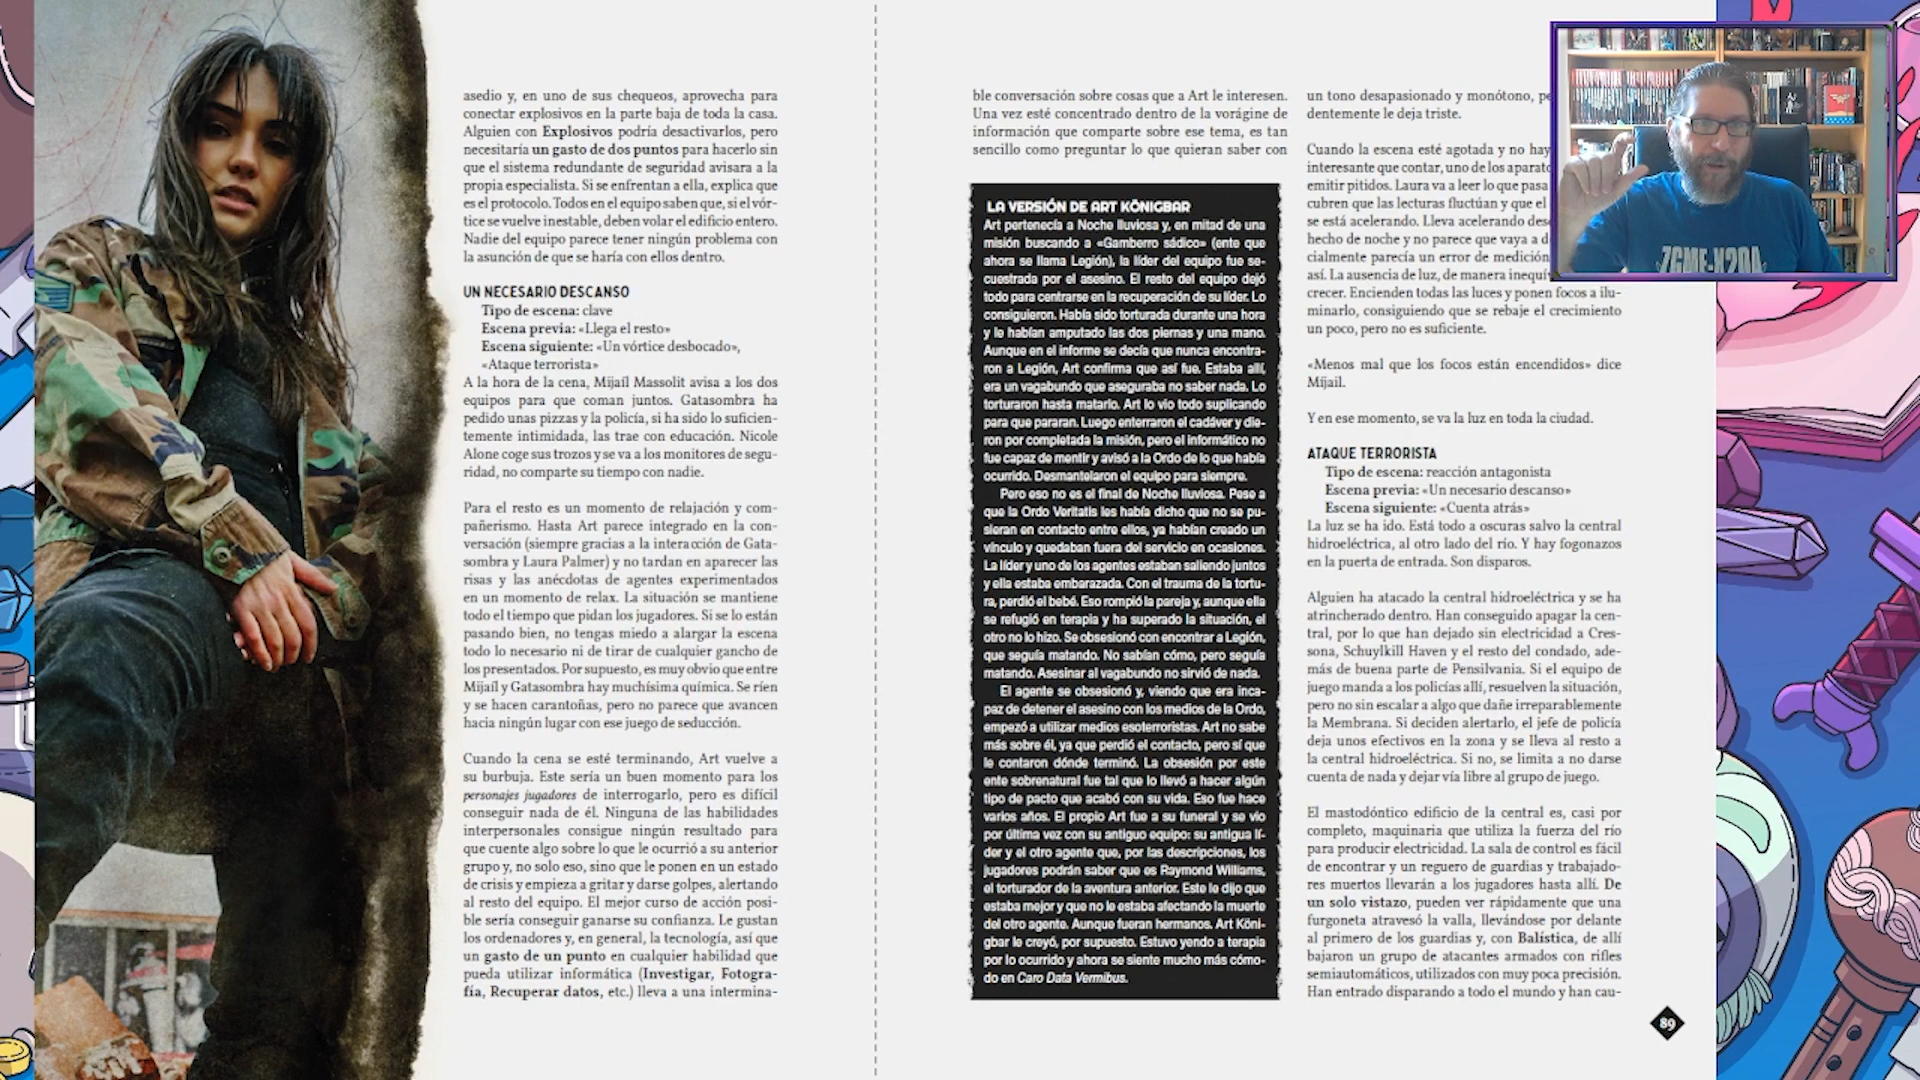 asedio y, en uno de sus chequeos, aprovecha para
conectar explosivos en la parte baja de toda la casa.
Alguien con Explosivos podría desactivarlos, pero
necesitaría un gasto de dos puntos para hacerlo sin
que el sistema redundante de seguridad avisara a la
propia especialista. Si se enfrentan a ella, explica que
es el protocolo. Todos en el equipo saben que, si el vór-
tice se vuelve inestable, deben volar el edificio entero.
Nadie del equipo parece tener ningún problema con
la asunción de que se haría con ellos dentro.
UN NECESARIO DESCANSO
Tipo de escena: clave
Escena previa: «Llega el resto»
Escena siguiente: «Un vórtice desbocado»,
«Ataque terrorista»
A la hora de la cena, Mijaíl Massolit avisa a los dos
equipos para que coman juntos. Gatasombra ha
pedido unas pizzas y la policía, si ha sido lo suficien-
temente intimidada, las trae con educación. Nicole
Alone coge sus trozos y se va a los monitores de segu-
ridad, no comparte su tiempo con nadie.
Para el resto es un momento de relajación y com-
pañerismo. Hasta Art parece integrado en la con-
versación (siempre gracias a la interacción de Gata-
sombra y Laura Palmer) y no tardan en aparecer las
risas y las anécdotas de agentes experimentados
en un momento de relax. La situación se mantiene
todo el tiempo que pidan los jugadores. Si se lo están
pasando bien, no tengas miedo a alargar la escena
todo lo necesario ni de tirar de cualquier gancho de
los presentados. Por supuesto, es muy obvio que entre
Mijaíl y Gatasombra hay muchísima química. Se ríen
y se hacen carantoñas, pero no parece que avancen
hacia ningún lugar con ese juego de seducción.
Cuando la cena se esté terminando, Art vuelve a
su burbuja. Este sería un buen momento para los
personajes jugadores de interrogarlo, pero es difícil
conseguir nada de él. Ninguna de las habilidades
interpersonales consigue ningún resultado para
que cuente algo sobre lo que le ocurrió a su anterior
grupo y, no solo eso, sino que le ponen en un estado
de crisis y empieza a gritar y darse golpes, alertando
al resto del equipo. El mejor curso de acción posi-
ble sería conseguir ganarse su confianza. Le gustan
los ordenadores y, en general, la tecnología, así que
un gasto de un punto en cualquier habilidad que
pueda utilizar informática (Investigar, Fotogra-
fía, Recuperar datos, etc.) lleva a una intermina-
ble conversación sobre cosas que a Art le interesen.
Una vez esté concentrado dentro de la vorágine de
información que comparte sobre ese tema, es tan
sencillo como preguntar lo que quieran saber con
LA VERSIÓN DE ART KÖNIGBAR
Art pertenecía a Noche lluviosa y, en mitad de una
misión buscando a «Gamberro sádico» (ente que
ahora se llama Legión), la líder del equipo fue se-
cuestrada por el asesino. El resto del equipo dejó
todo para centrarse en la recuperación de su líder. Lo
consiguieron. Había sido torturada durante una hora
y le habían amputado las dos piernas y una mano.
Aunque en el informe se decía que nunca encontra-
ron a Legión, Art confirma que así fue. Estaba allí,
era un vagabundo que aseguraba no saber nada. Lo
torturaron hasta matarlo. Art lo vio todo suplicando
para que pararan. Luego enterraron el cadáver y die-
ron por completada la misión, pero el informático no
fue capaz de mentir y avisó a la Ordo de lo que había
ocurrido. Desmantelaron el equipo para siempre.
Pero eso no es el final de Noche lluviosa. Pese a
que la Ordo Veritatis les había dicho que no se pu-
sieran en contacto entre ellos, ya habían creado un
vínculo y quedaban fuera del servicio en ocasiones.
La líder y uno de los agentes estaban saliendo juntos
y ella estaba embarazada. Con el trauma de la tortu-
ra, perdió el bebé. Eso rompió la pareja y, aunque ella
se refugió en terapia y ha superado la situación, el
otro no lo hizo. Se obsesionó con encontrar a Legión,
que seguía matando. No sabían cómo, pero seguía
matando. Asesinar al vagabundo no sirvió de nada.
El agente se obsesionó y, viendo que era inca-
paz de detener el asesino con los medios de la Ordo,
empezó a utilizar medios esoterroristas. Art no sabe
más sobre él, ya que perdió el contacto, pero sí que
le contaron dónde terminó. La obsesión por este
ente sobrenatural fue tal que lo llevó a hacer algún
tipo de pacto que acabó con su vida. Eso fue hace
varios años. El propio Art fue a su funeral y se vio
por última vez con su antiguo equipo: su antigua lí-
der y el otro agente que, por las descripciones, los
jugadores podrán saber que es Raymond Williams,
el torturador de la aventura anterior. Este le dijo que
estaba mejor y que no le estaba afectando la muerte
del otro agente. Aunque fueran hermanos. Art Köni-
gbar le creyó, por supuesto. Estuvo yendo a terapia
por lo ocurrido y ahora se siente mucho más cómo-
do en Caro Data Vermibus.
un tono desapasionado y monótono,
dentemente le deja triste.
Cuando la escena esté agotada y no hay
interesante que contar, uno de los
emitir pitidos. Laura va a leer lo que pasa
cubren que las lecturas fluctúan y que el
se está acelerando. Lleva acelerando
hecho de noche y no parece que vaya a
cialmente parecía un error de medición
así. La ausencia de luz, de manera
crecer. Encienden todas las luces y ponen focos a ilu-
minarlo, consiguiendo que se rebaje el crecimiento
un poco, pero no es suficiente.
«Menos mal que los focos están encendidos» dice
Mijaíl.
Y en ese momento, se va la luz en toda la ciudad.
ATAQUE TERRORISTA
Tipo de escena: reacción antagonista
Escena previa: «Un necesario descanso»
Escena siguiente: «Cuenta atrás»
La luz se ha ido. Está todo a oscuras salvo la central
hidroeléctrica, al otro lado del río. Y hay fogonazos
en la puerta de entrada. Son disparos.
Alguien ha atacado la central hidroeléctrica y se ha
atrincherado dentro. Han conseguido apagar la cen-
tral, por lo que han dejado sin electricidad a Cres-
sona, Schuylkill Haven y el resto del condado, ade-
más de buena parte de Pensilvania. Si el equipo de
juego manda a los policías allí, resuelven la situación,
pero no sin escalar a algo que dañe irreparablemente
la Membrana. Si deciden alertarlo, el jefe de policía
deja unos efectivos en la zona y se lleva al resto a
la central hidroeléctrica. Si no, se limita a no darse
cuenta de nada y dejar vía libre al grupo de juego.
El mastodóntico edificio de la central es, casi por
completo, maquinaria que utiliza la fuerza del río
para producir electricidad. La sala de control es fácil
de encontrar y un reguero de guardias y trabajado-
res muertos llevarán a los jugadores hasta allí. De
un solo vistazo, pueden ver rápidamente que una
furgoneta atravesó la valla, llevándose por delante
al primero de los guardias y, con Balística, de allí
bajaron un grupo de atacantes armados con rifles
semiautomáticos, utilizados con muy poca precisión.
Han entrado disparando a todo el mundo y han cau-
89